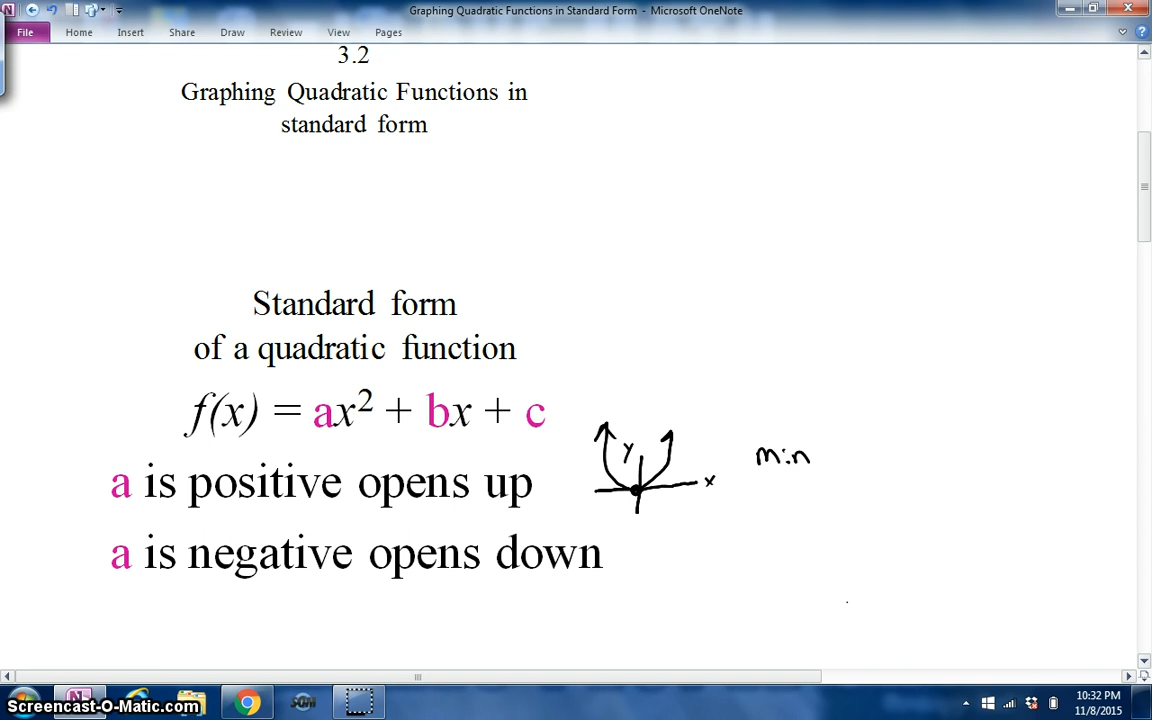 Graphing Quadratic Functions in Standard Form - Microsoft OneNote
File Home Insert Share Draw Review View Pages
3.2
Graphing Quadratic Functions in
standard form
Standard form
of a quadratic function
f(x) = ax² + bx + c
y
min
a is positive opens up
x
a is negative opens down
SGM
Screencast-O-Matic.com
10:32 PM
11/8/2015